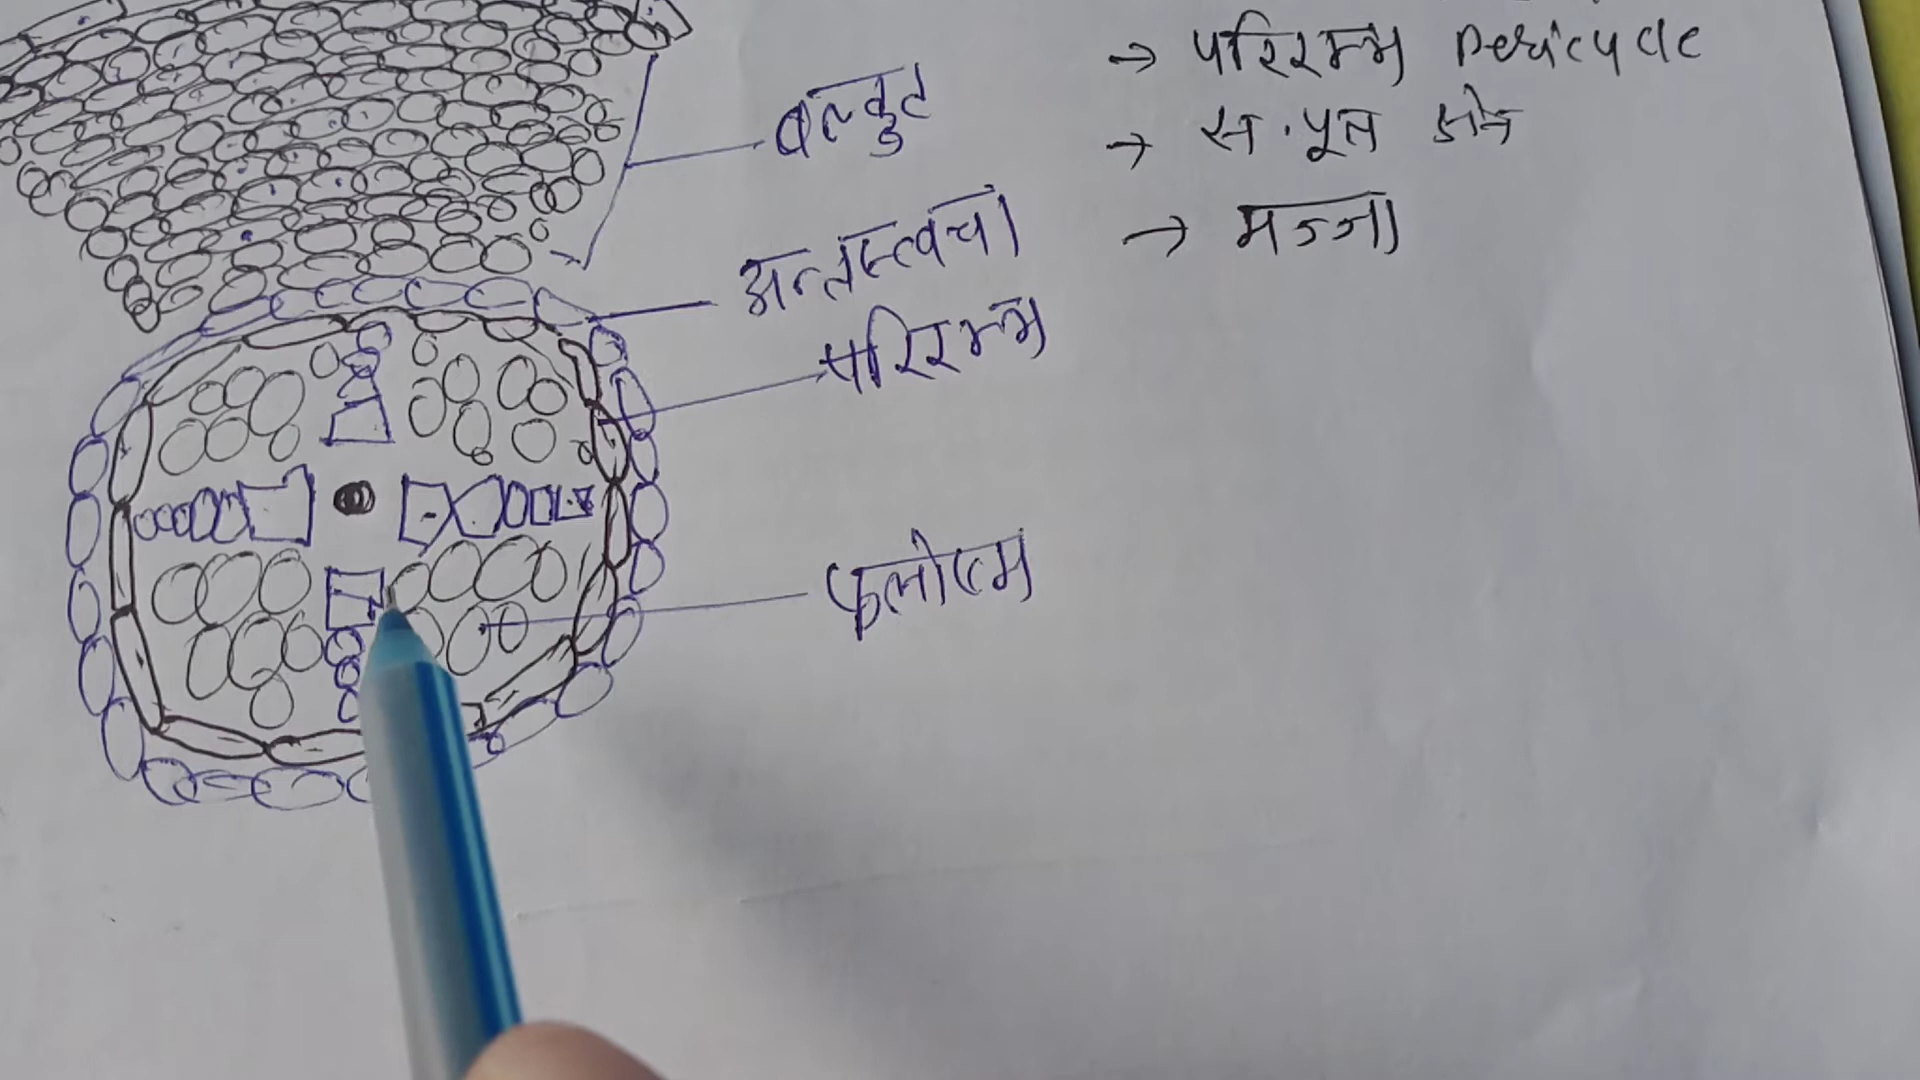 → परिरम्भ Pericycle
→ स.पूल
→ मज्जा
वल्कुट
अन्तस्त्वचा
परिरम्भ
फ्लोएम